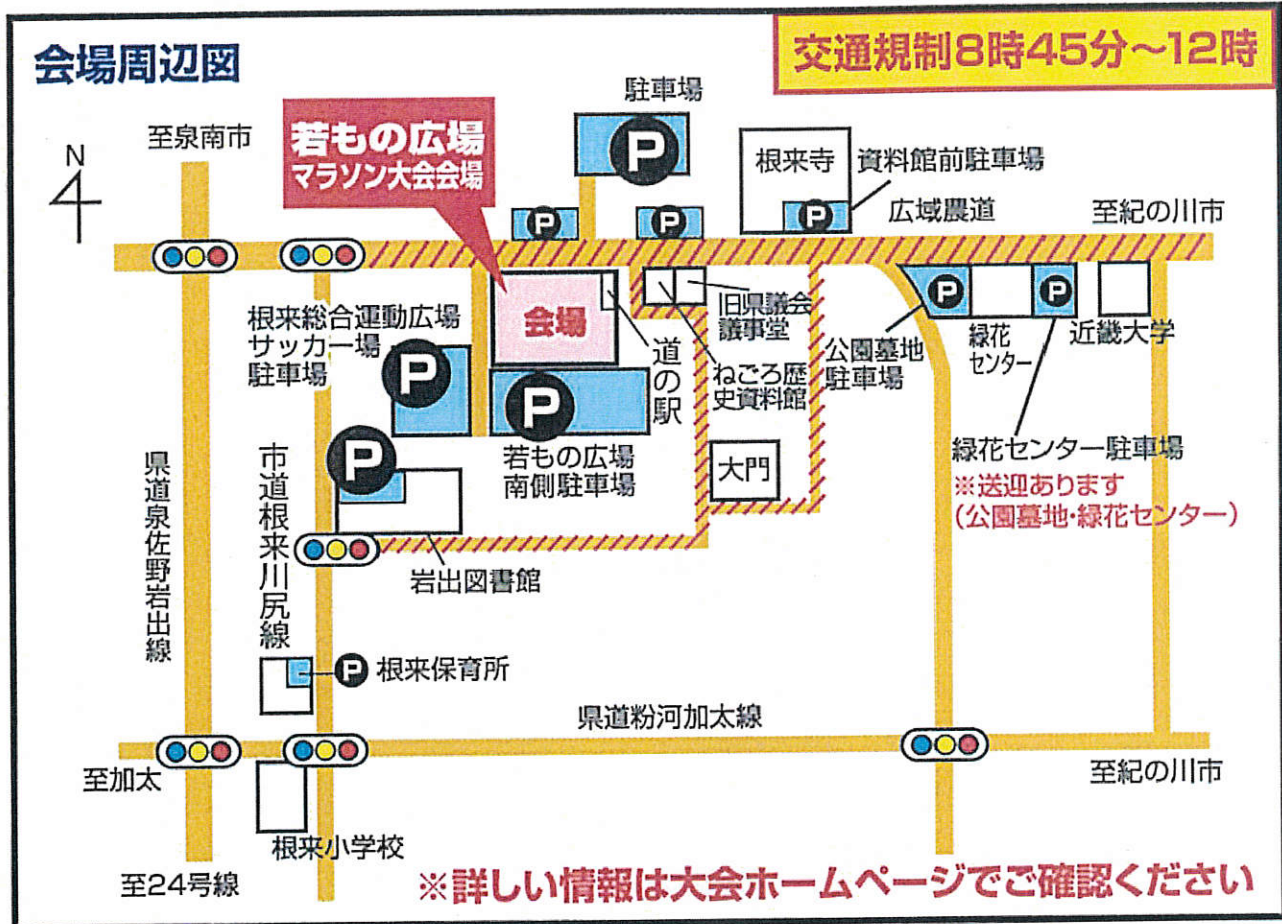 会場周辺図
交通規制8時45分～12時
駐車場
若もの広場
マラソン大会会場
至泉南市
N
P
根来寺
資料館前駐車場
P
P
P
広域農道
至紀の川市
会場
根来総合運動広場
サッカー場
駐車場
P
道の駅
旧県議会
議事堂
ねごろ歴
史資料館
P
公園墓地
駐車場
緑花
センター
P
近畿大学
P
若もの広場
南側駐車場
P
大門
緑花センター駐車場
※送迎あります
(公園墓地・緑花センター)
県道泉佐野岩出線
市道根来川尻線
岩出図書館
P
根来保育所
県道粉河加太線
至加太
至紀の川市
根来小学校
至24号線
※詳しい情報は大会ホームページでご確認ください